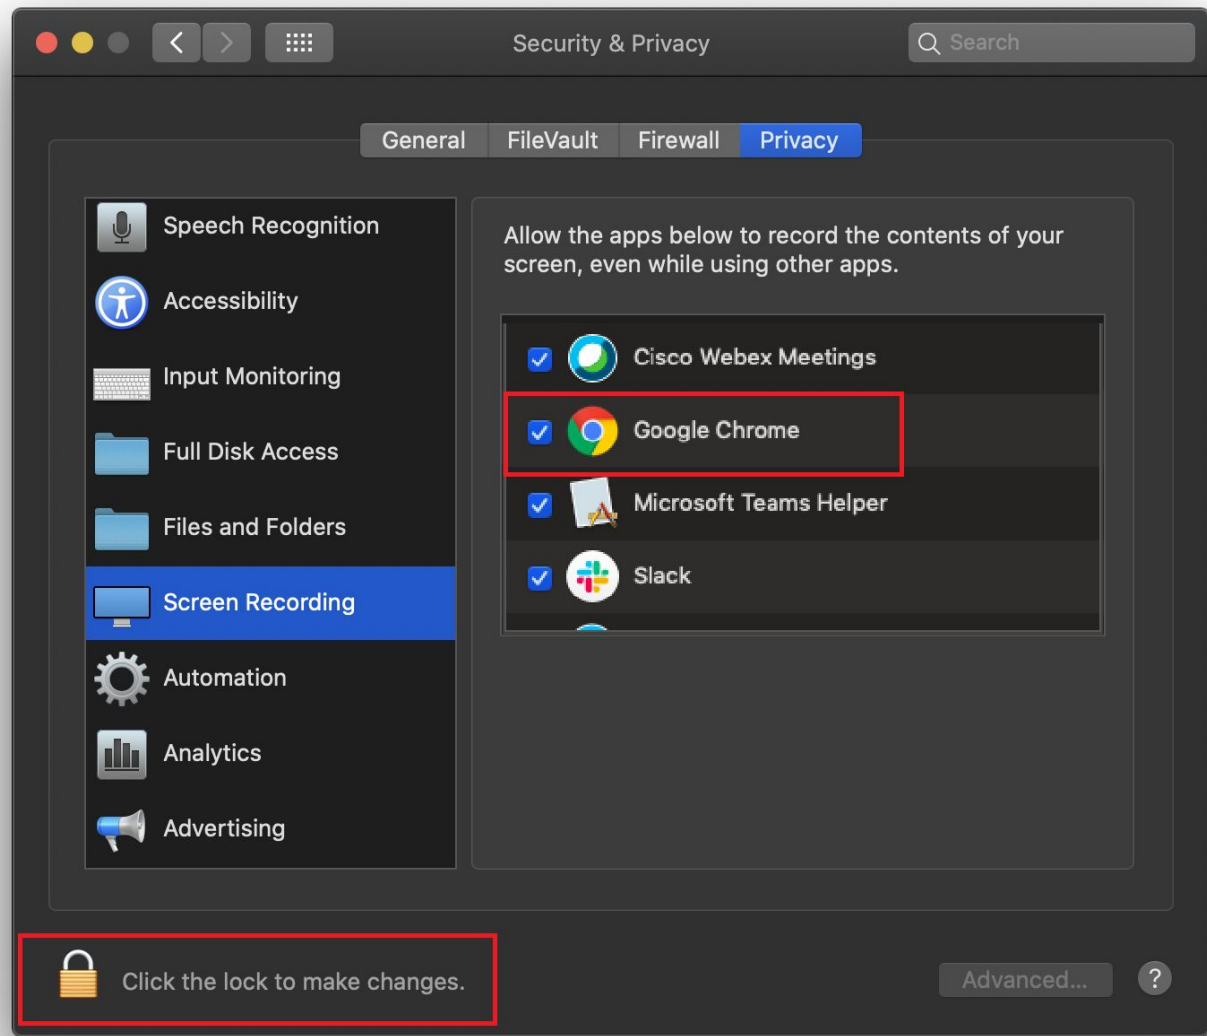 Security & Privacy
Search
General
FileVault
Firewall
Privacy
Speech Recognition
Accessibility
Input Monitoring
Full Disk Access
Files and Folders
Screen Recording
Automation
Analytics
Advertising
Allow the apps below to record the contents of your
screen, even while using other apps.
Cisco Webex Meetings
Google Chrome
Microsoft Teams Helper
Slack
Click the lock to make changes.
Advanced...
?